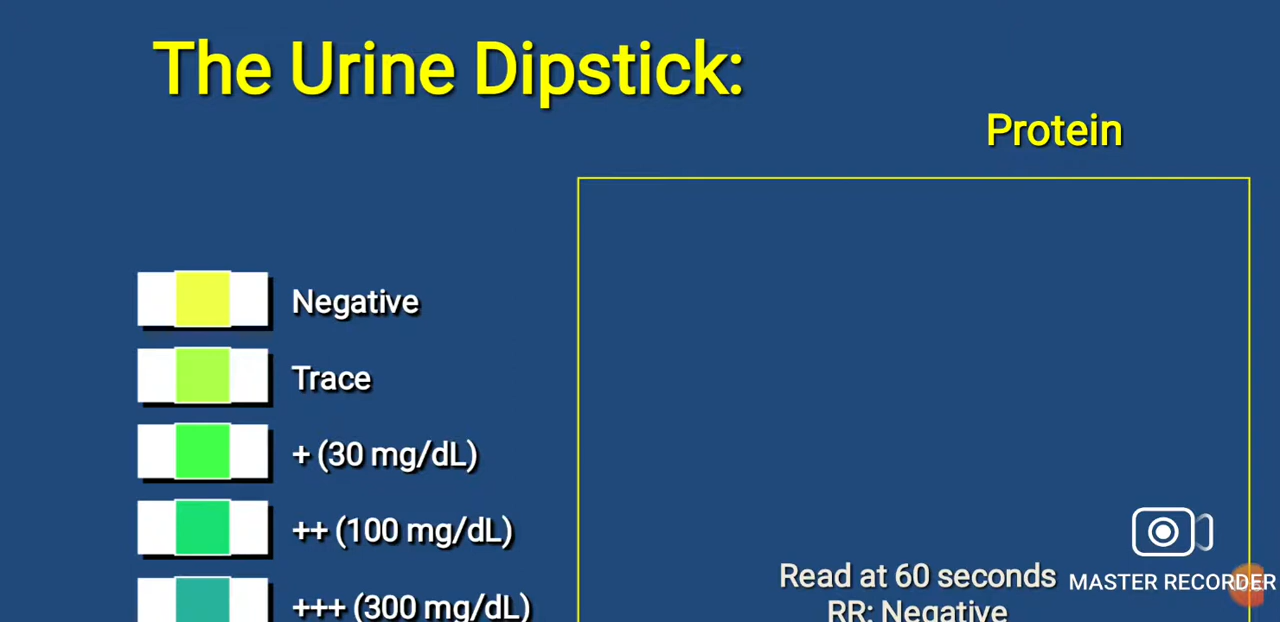 The Urine Dipstick:
Protein
Negative
Trace
+ (30 mg/dL)
++ (100 mg/dL)
+++ (300 mg/dL)
Read at 60 seconds
RR: Negative
MASTER RECORDER